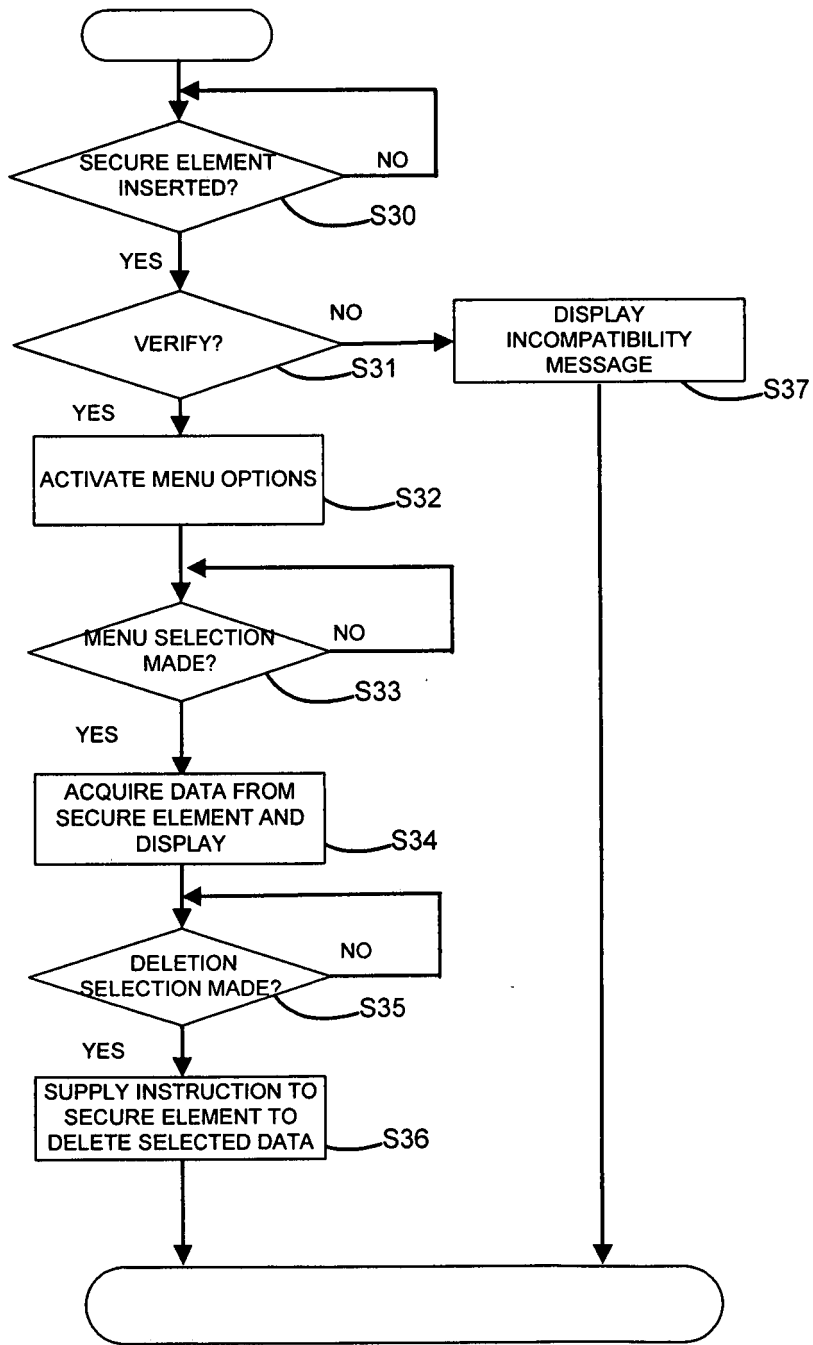 SECURE ELEMENT
INSERTED?
NO
S30
YES
NO
VERIFY?
S31
DISPLAY
INCOMPATIBILITY
MESSAGE
S37
YES
ACTIVATE MENU OPTIONS
S32
MENU SELECTION
MADE?
NO
S33
YES
ACQUIRE DATA FROM
SECURE ELEMENT AND
DISPLAY
S34
DELETION
SELECTION MADE?
NO
S35
YES
SUPPLY INSTRUCTION TO
SECURE ELEMENT TO
DELETE SELECTED DATA
S36